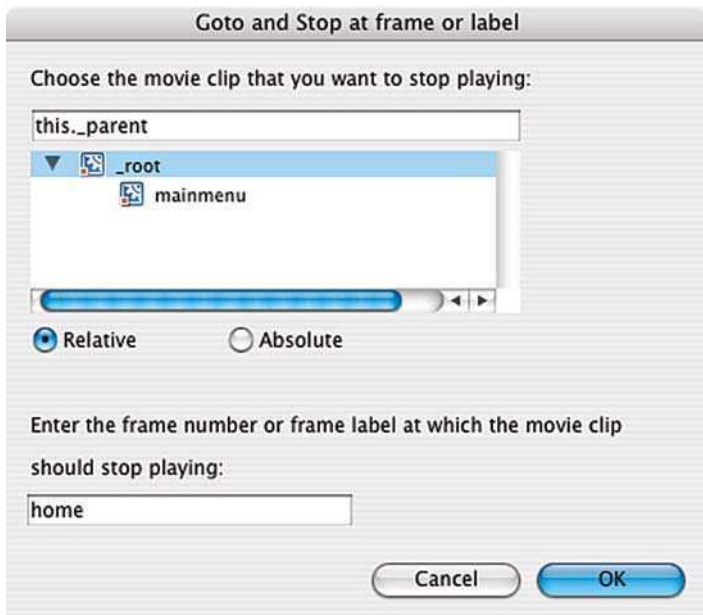 Goto and Stop at frame or label
Choose the movie clip that you want to stop playing:
this._parent
_root
mainmenu
Relative
Absolute
Enter the frame number or frame label at which the movie clip
should stop playing:
home
Cancel
OK